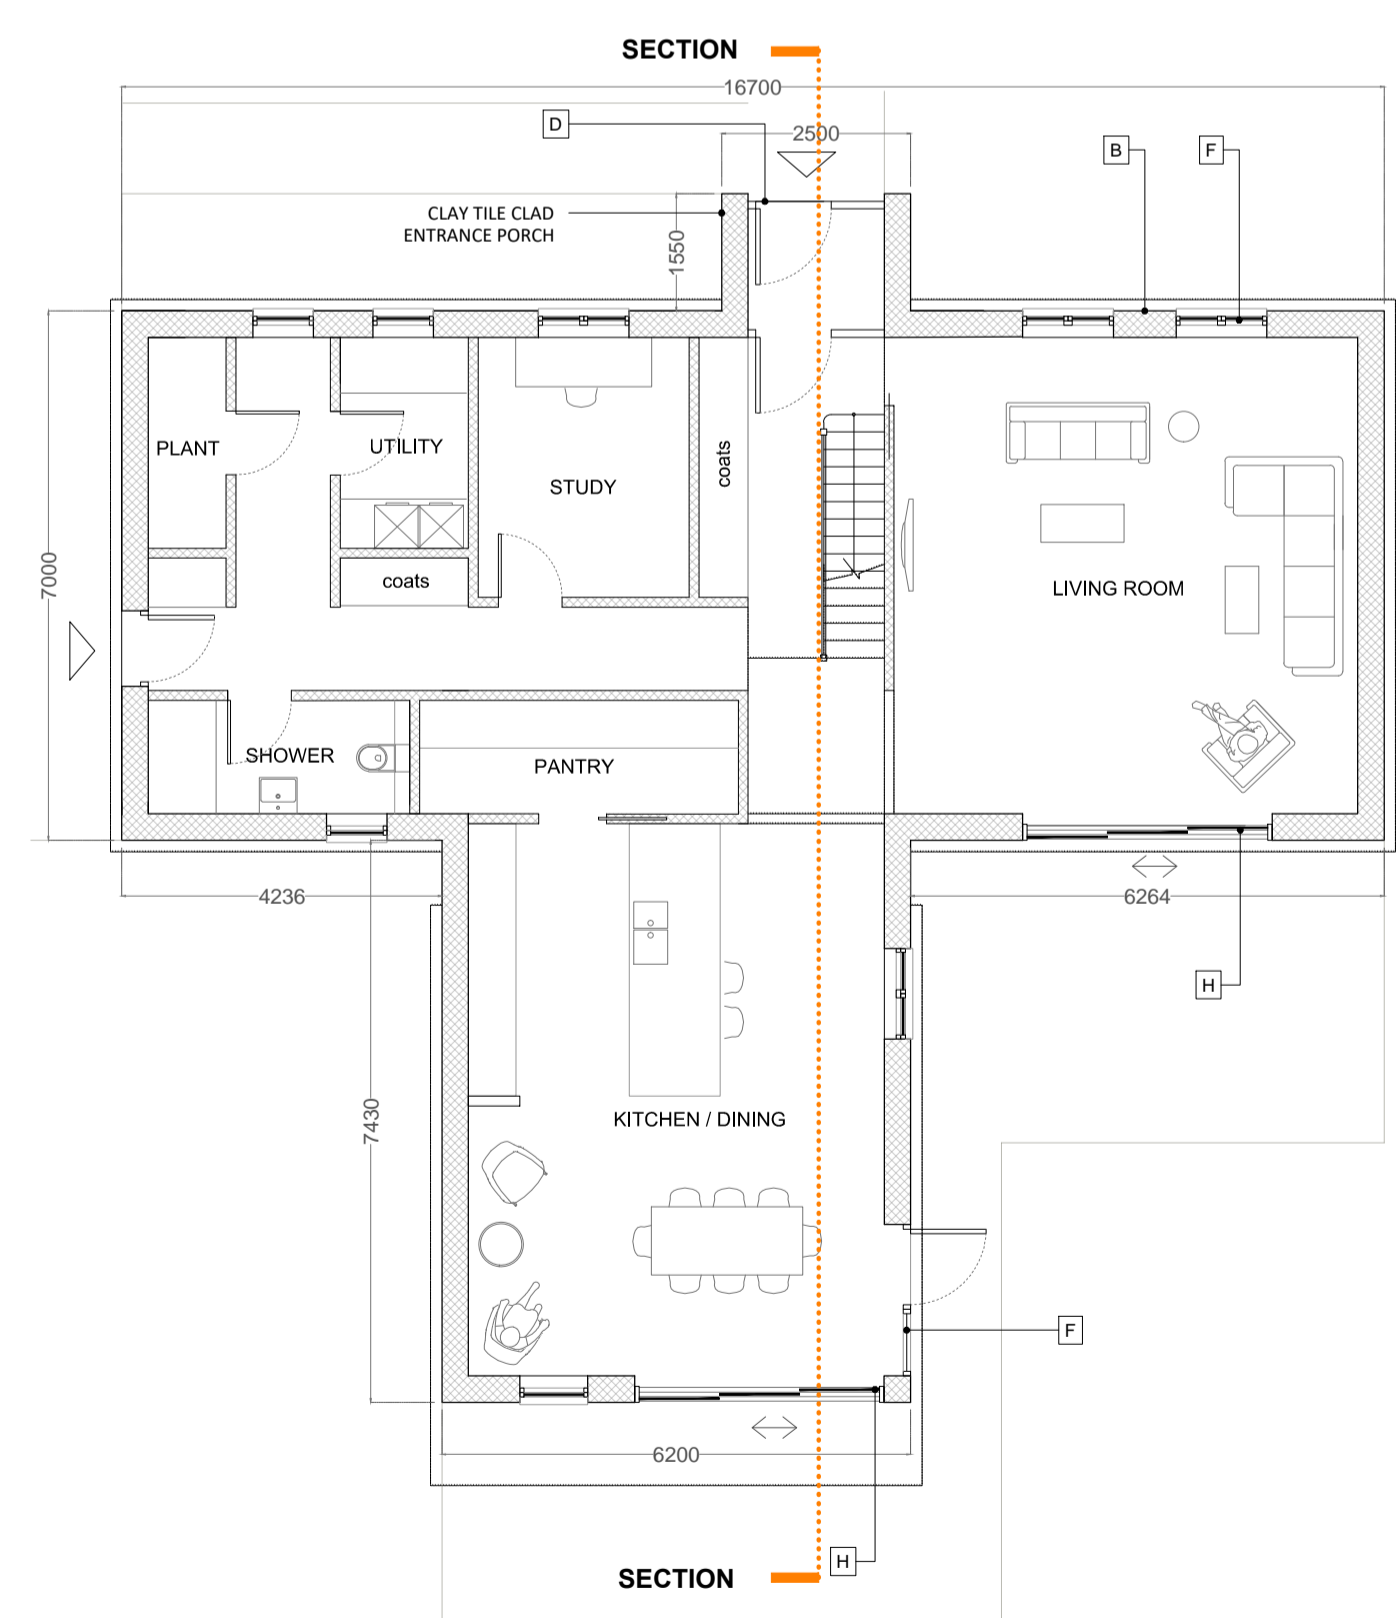 SECTION
16700
D
2500
B
F
CLAY TILE CLAD
ENTRANCE PORCH
1550
PLANT
UTILITY
STUDY
coats
coats
7000
LIVING ROOM
SHOWER
PANTRY
4236
6264
H
7430
KITCHEN / DINING
F
6200
H
SECTION